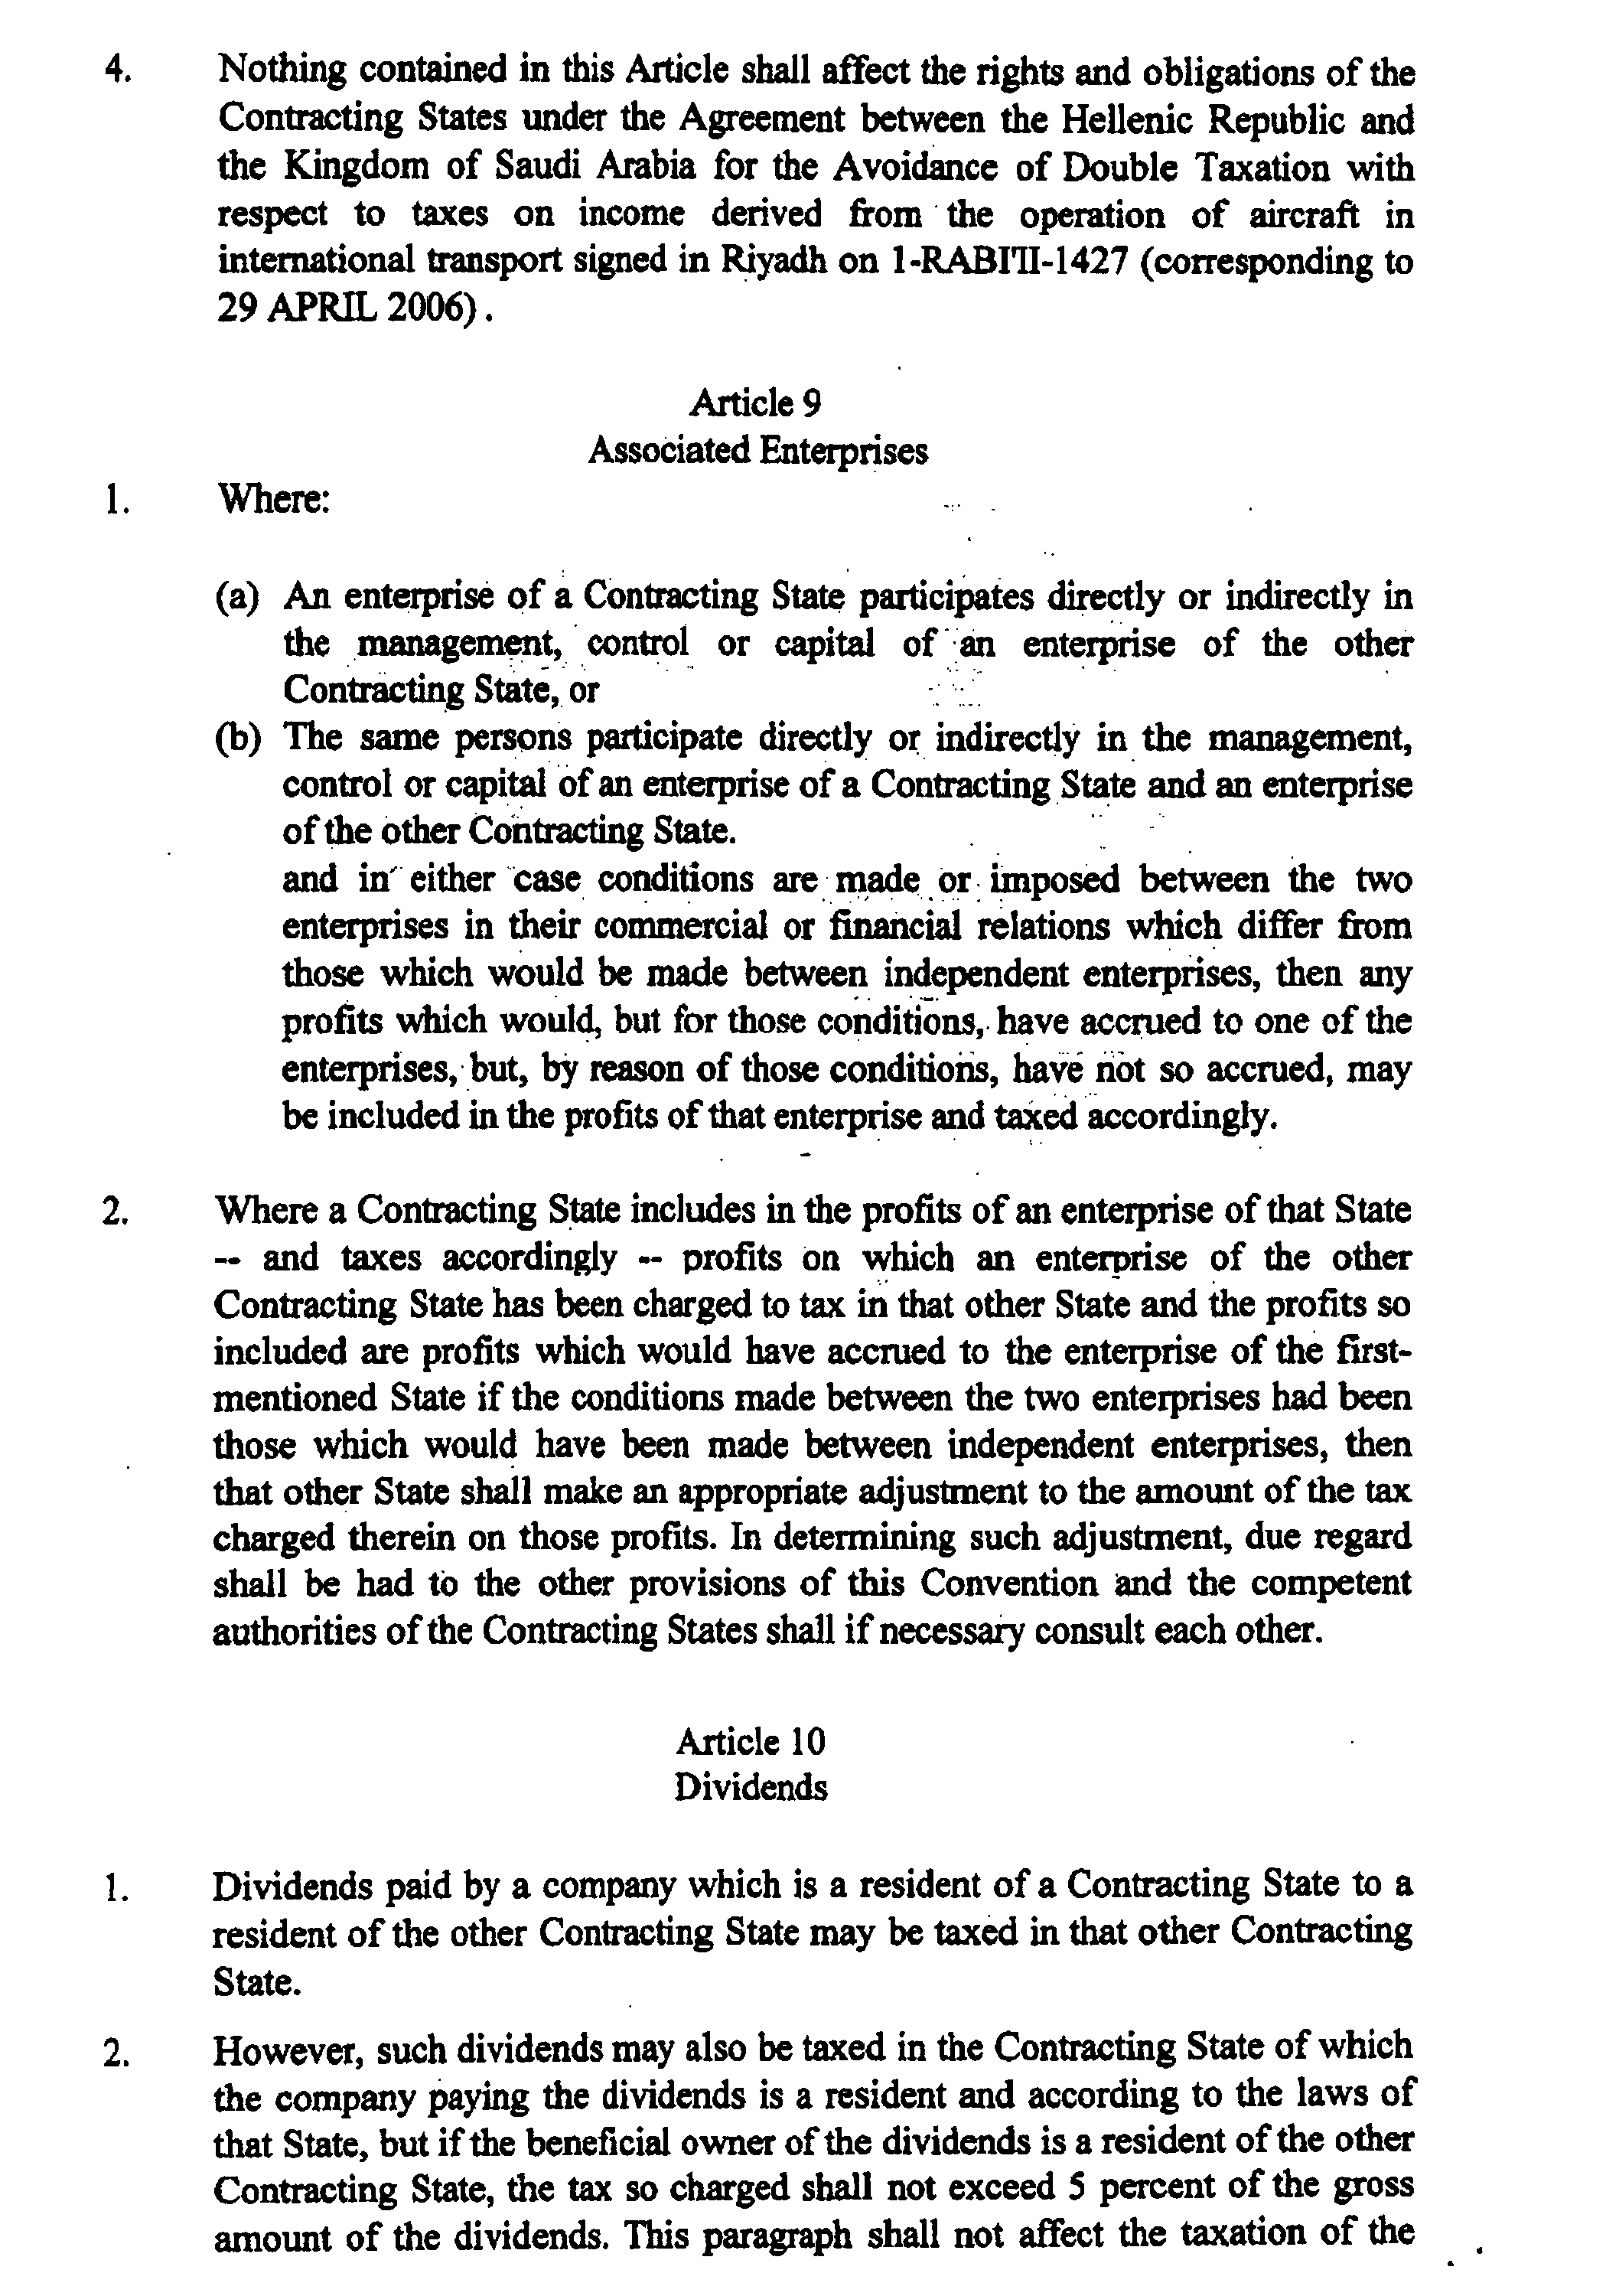 4. Nothing contained in this Article shall affect the rights and obligations of the
Contracting States under the Agreement between the Hellenic Republic and
the Kingdom of Saudi Arabia for the Avoidance of Double Taxation with
respect to taxes on income derived from the operation of aircraft in
international transport signed in Riyadh on 1-RABITI-1427 (corresponding to
29 APRIL 2006).
Article 9
Associated Enterprises
1. Where:
(a) An enterprise of a Contracting State participates directly or indirectly in
the management, control or capital of an enterprise of the other
Contracting State, or
(b) The same persons participate directly or indirectly in the management,
control or capital of an enterprise of a Contracting State and an enterprise
of the other Contracting State.
and in either case conditions are made or imposed between the two
enterprises in their commercial or financial relations which differ from
those which would be made between independent enterprises, then any
profits which would, but for those conditions, have accrued to one of the
enterprises, but, by reason of those conditions, have not so accrued, may
be included in the profits of that enterprise and taxed accordingly.
2. Where a Contracting State includes in the profits of an enterprise of that State
-- and taxes accordingly -- profits on which an enterprise of the other
Contracting State has been charged to tax in that other State and the profits so
included are profits which would have accrued to the enterprise of the first-
mentioned State if the conditions made between the two enterprises had been
those which would have been made between independent enterprises, then
that other State shall make an appropriate adjustment to the amount of the tax
charged therein on those profits. In determining such adjustment, due regard
shall be had to the other provisions of this Convention and the competent
authorities of the Contracting States shall if necessary consult each other.
Article 10
Dividends
1. Dividends paid by a company which is a resident of a Contracting State to a
resident of the other Contracting State may be taxed in that other Contracting
State.
2. However, such dividends may also be taxed in the Contracting State of which
the company paying the dividends is a resident and according to the laws of
that State, but if the beneficial owner of the dividends is a resident of the other
Contracting State, the tax so charged shall not exceed 5 percent of the gross
amount of the dividends. This paragraph shall not affect the taxation of the